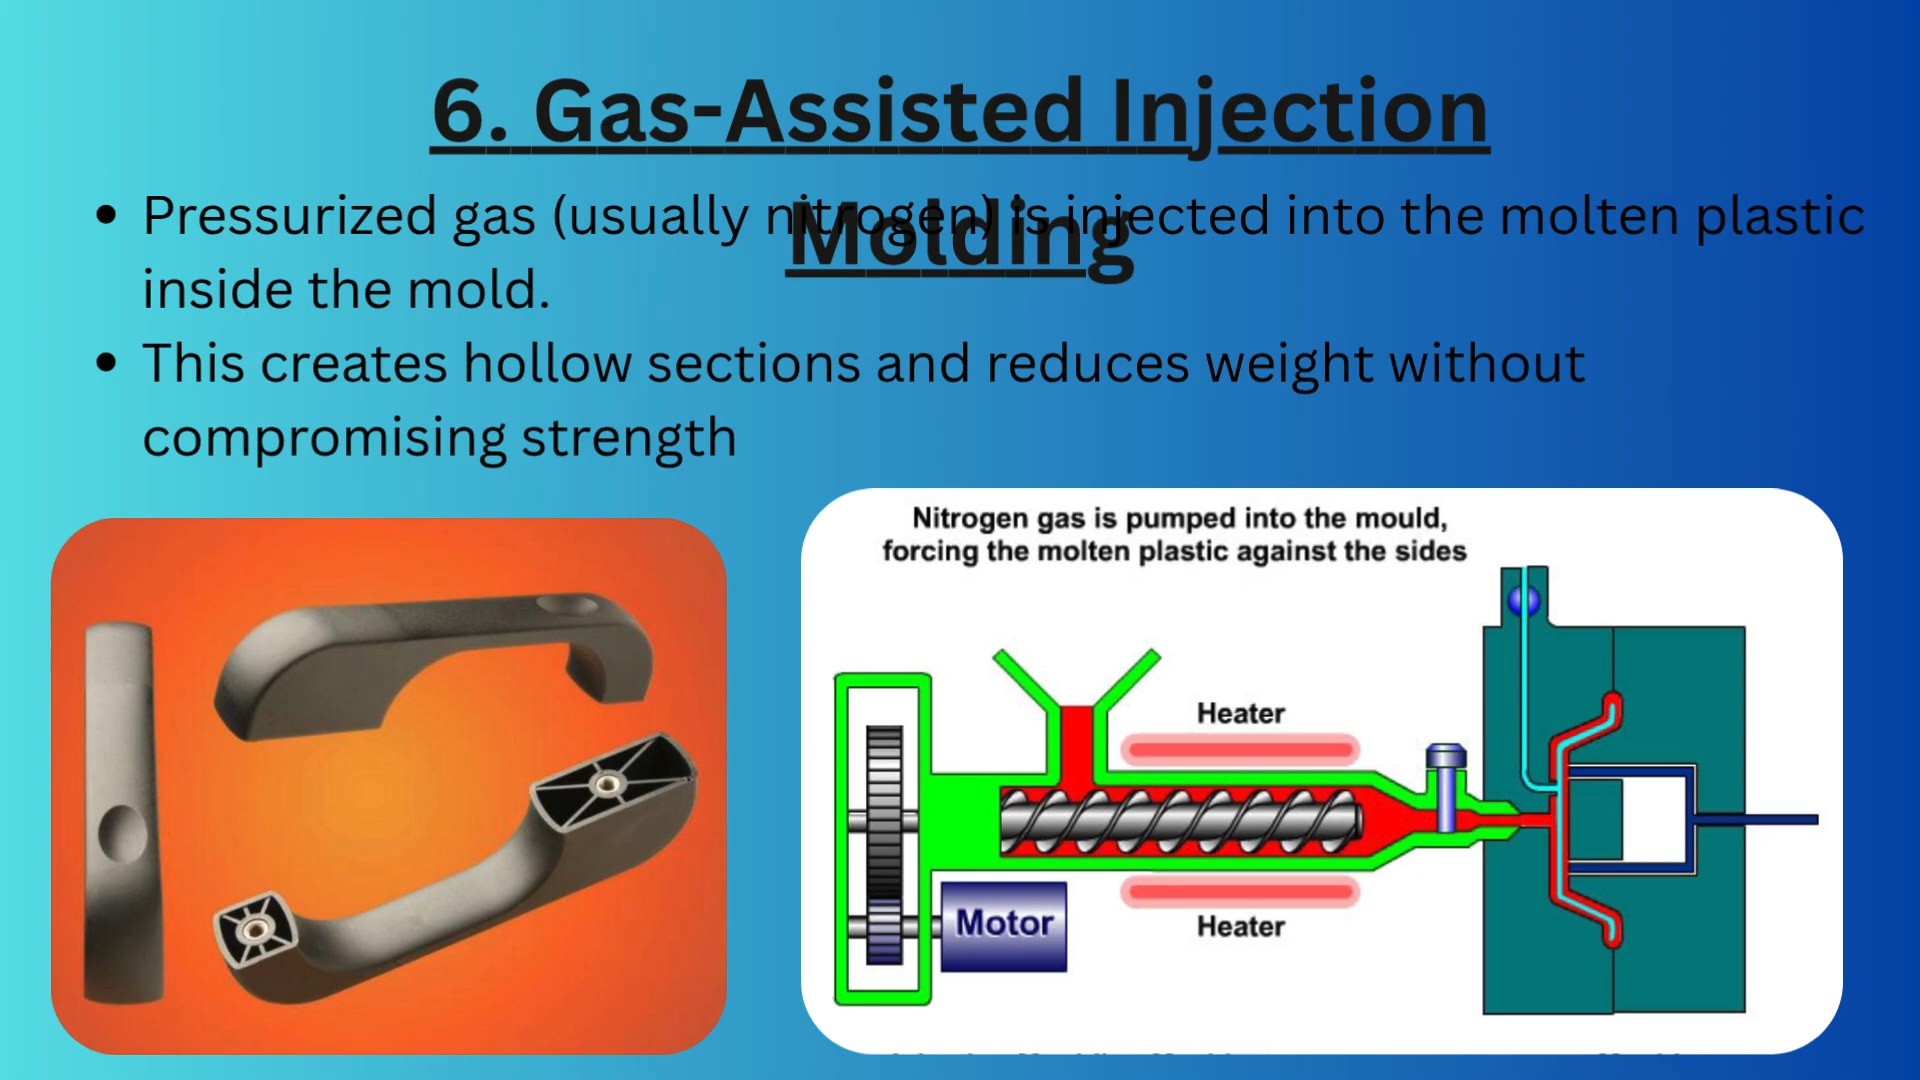 6. Gas-Assisted Injection
Molding
• Pressurized gas (usually nitrogen) is injected into the molten plastic
inside the mold.
• This creates hollow sections and reduces weight without
compromising strength
Nitrogen gas is pumped into the mould,
forcing the molten plastic against the sides
Heater
Motor
Heater